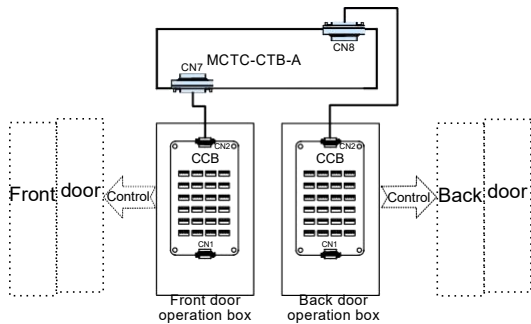 CN8
CN7
MCTC-CTB-A
CN2
CCB
CN1
CN2
CCB
CN1
Front door
Control
Control
Back door
Front door
operation box
Back door
operation box